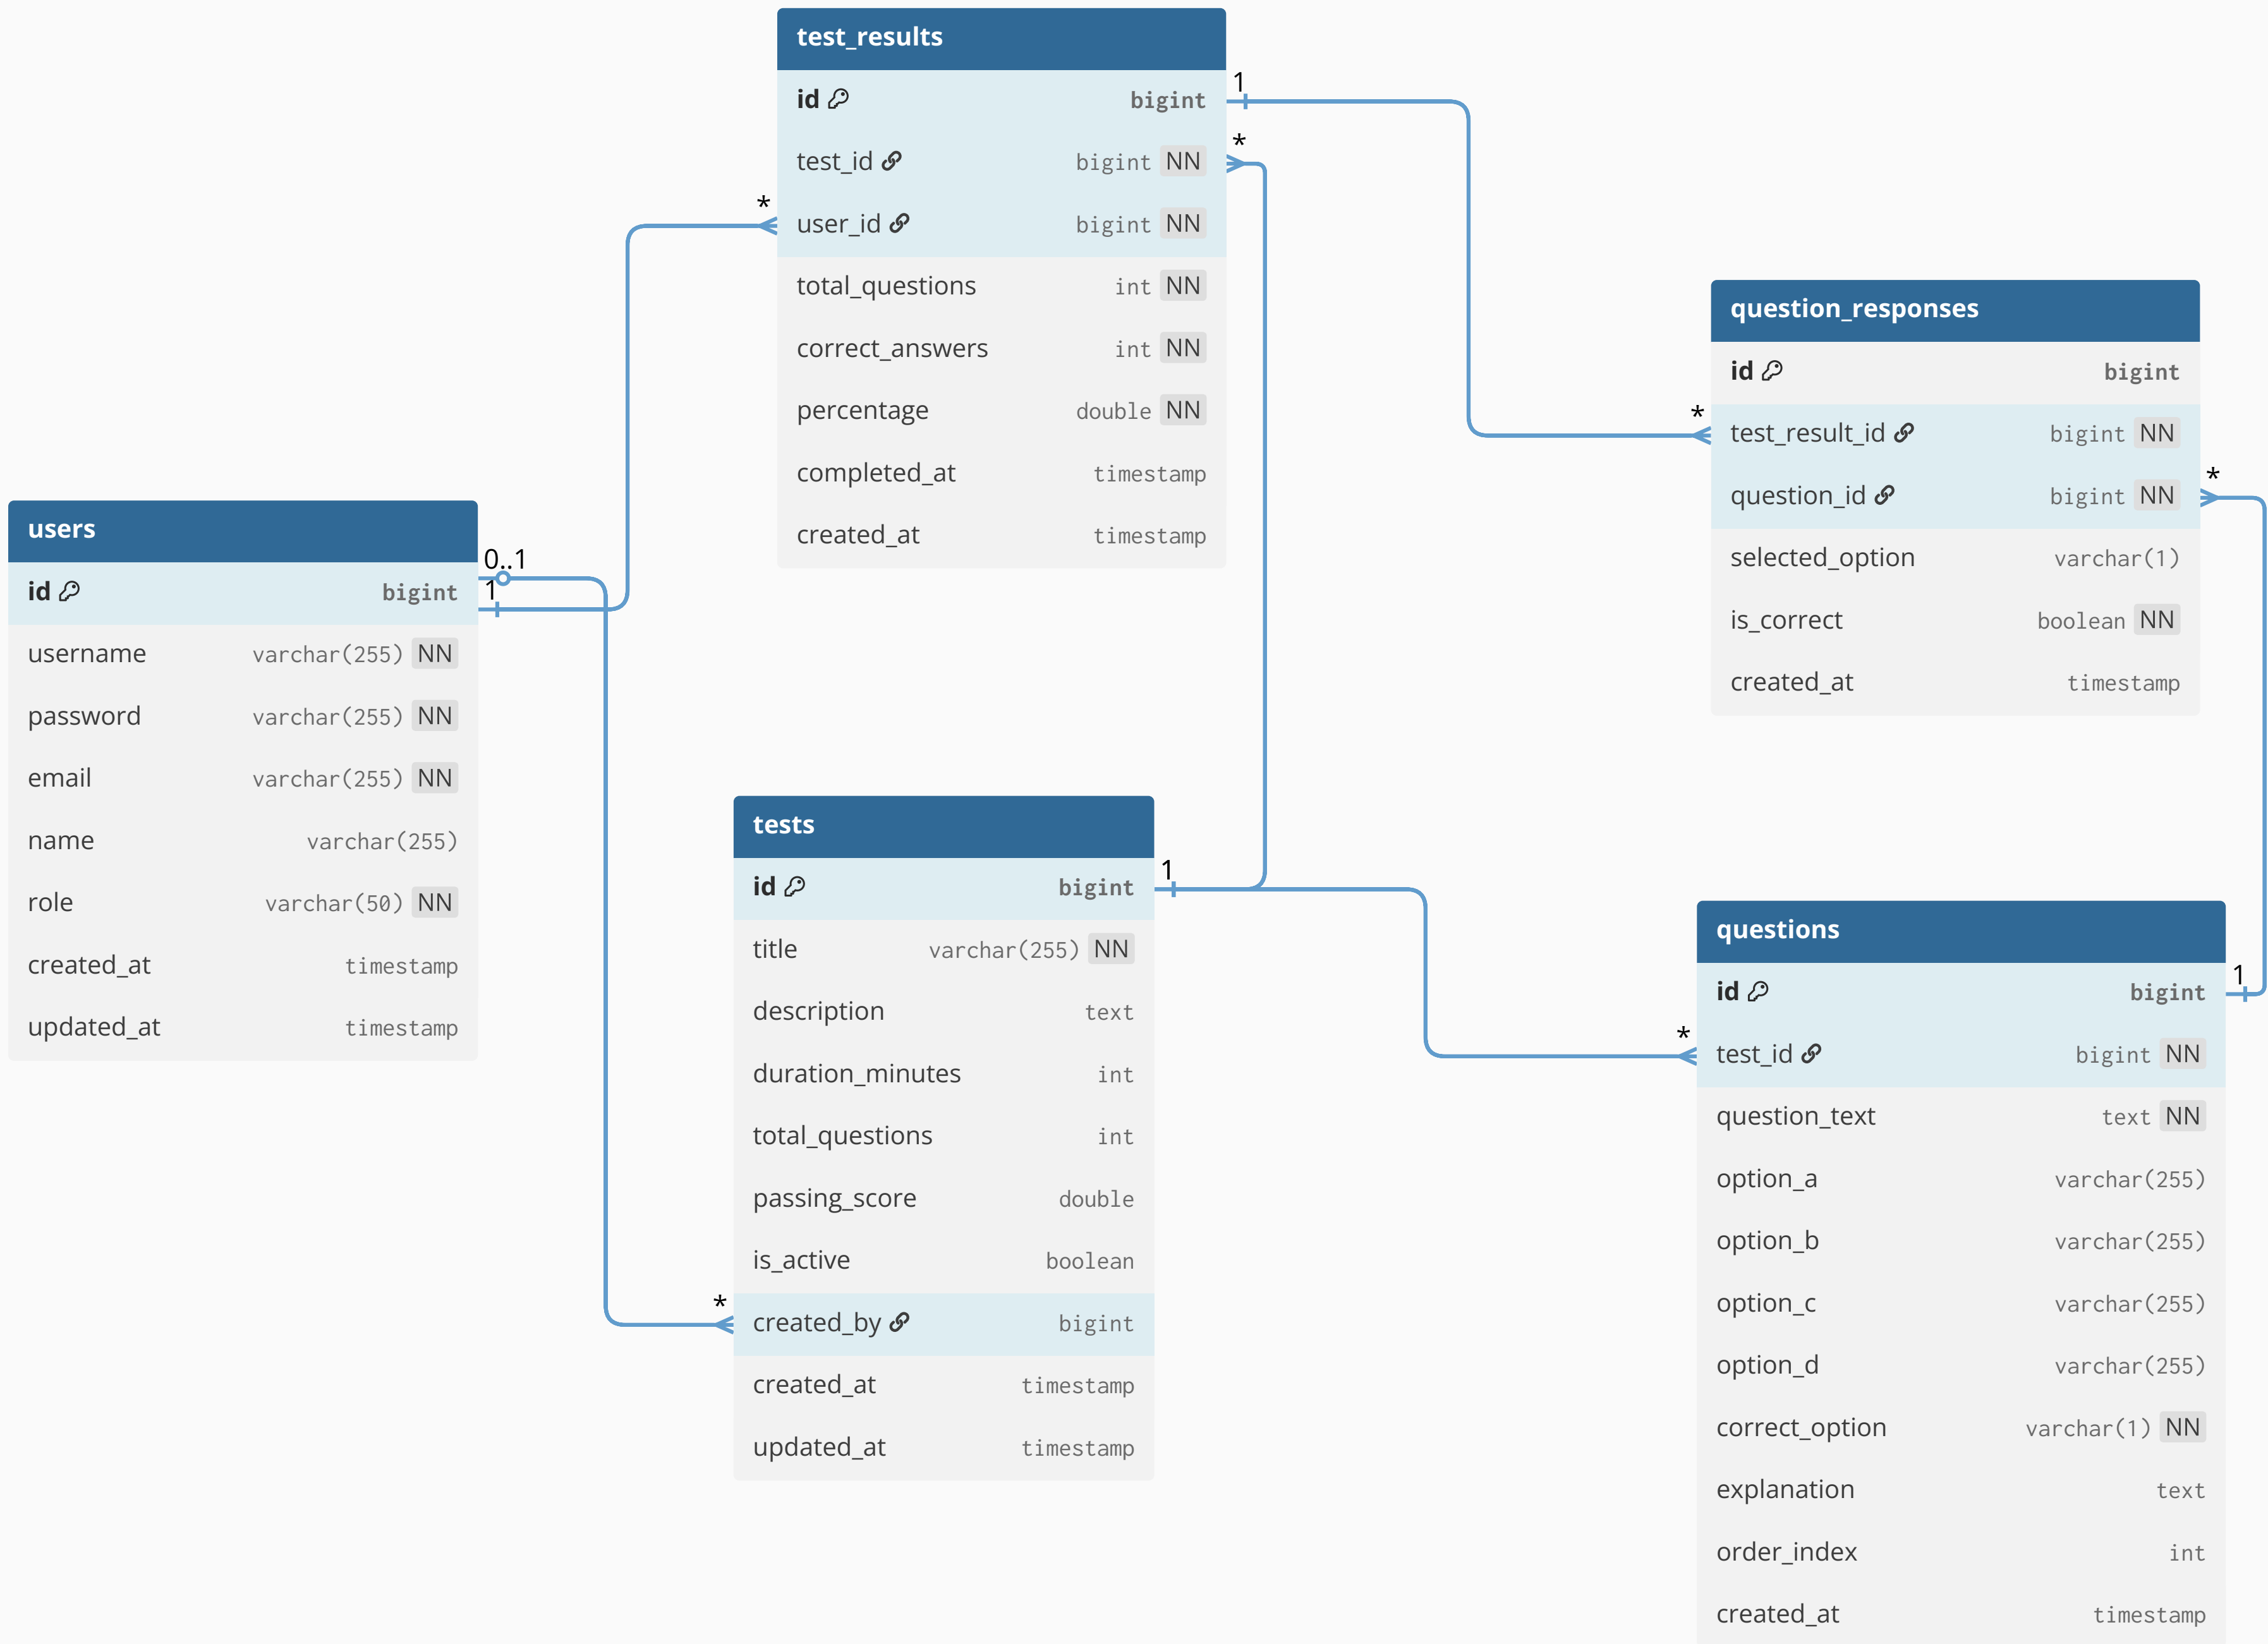 test_results
id bigint
test_id bigint NN
user_id bigint NN
total_questions int NN
correct_answers int NN
percentage double NN
completed_at timestamp
created_at timestamp
1
*
*
question_responses
id bigint
test_result_id bigint NN
question_id bigint NN
selected_option varchar(1)
is_correct boolean NN
created_at timestamp
*
*
users
id bigint
username varchar(255) NN
password varchar(255) NN
email varchar(255) NN
name varchar(255)
role varchar(50) NN
created_at timestamp
updated_at timestamp
0..1
1
tests
id bigint
title varchar(255) NN
description text
duration_minutes int
total_questions int
passing_score double
is_active boolean
created_by bigint
created_at timestamp
updated_at timestamp
1
*
questions
id bigint
test_id bigint NN
question_text text NN
option_a varchar(255)
option_b varchar(255)
option_c varchar(255)
option_d varchar(255)
correct_option varchar(1) NN
explanation text
order_index int
created_at timestamp
1
*